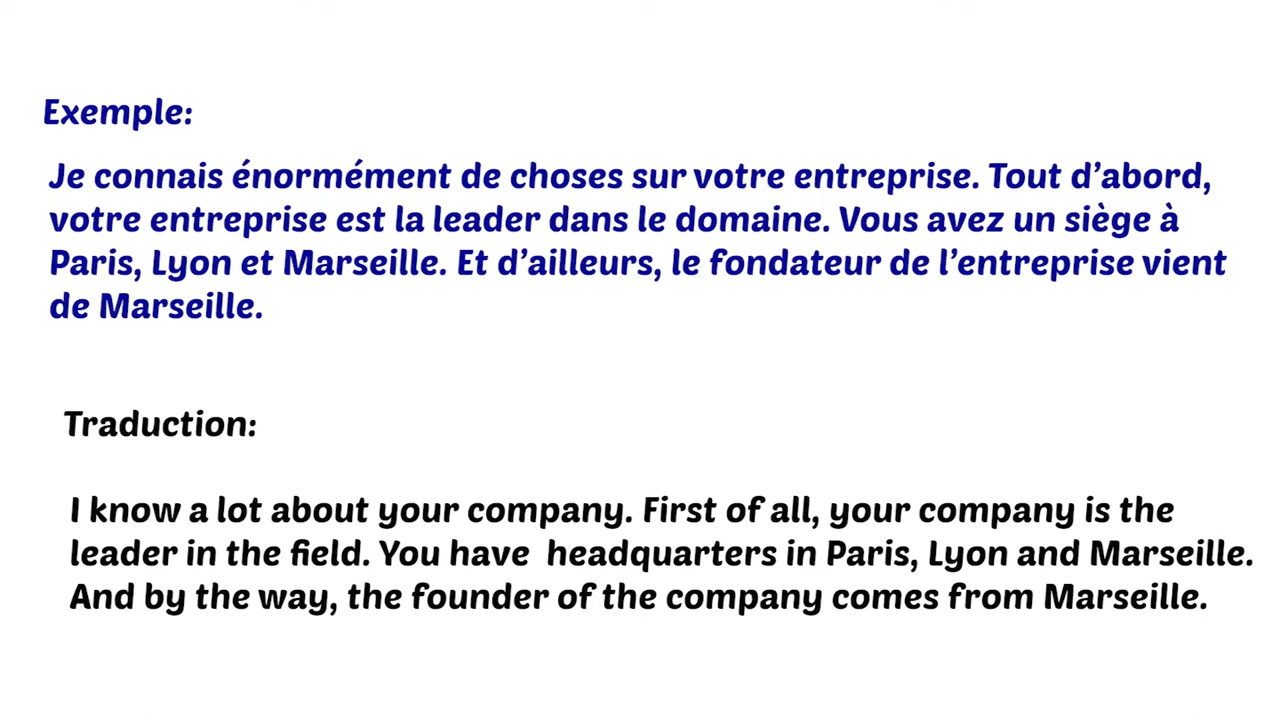 Exemple:
Je connais énormément de choses sur votre entreprise. Tout d’abord,
votre entreprise est la leader dans le domaine. Vous avez un siège à
Paris, Lyon et Marseille. Et d’ailleurs, le fondateur de l’entreprise vient
de Marseille.
Traduction:
I know a lot about your company. First of all, your company is the
leader in the field. You have  headquarters in Paris, Lyon and Marseille.
And by the way, the founder of the company comes from Marseille.